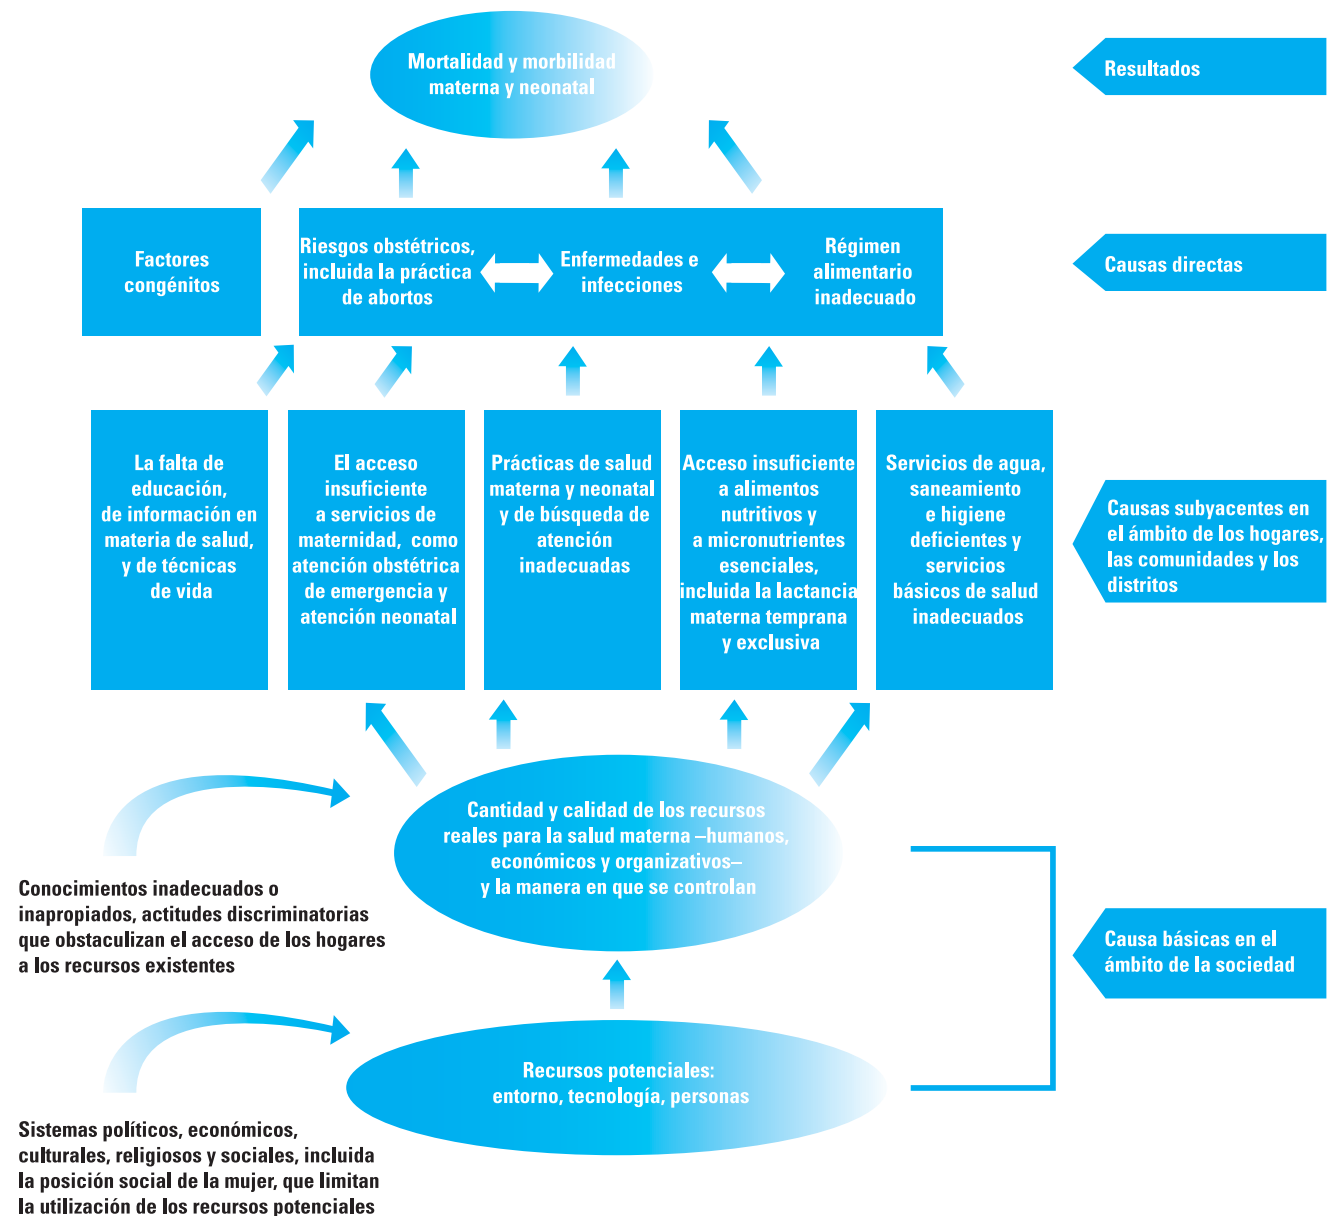 Mortalidad y morbilidad
materna y neonatal
Resultados
Factores
congénitos
Riesgos obstétricos,
incluida la práctica
de abortos
Enfermedades e
infecciones
Régimen
alimentario
inadecuado
Causas directas
La falta de
educación,
de información en
materia de salud,
y de técnicas
de vida
El acceso
insuficiente
a servicios de
maternidad, como
atención obstétrica
de emergencia y
atención neonatal
Prácticas de salud
materna y neonatal
y de búsqueda de
atención
inadecuadas
Acceso insuficiente
a alimentos
nutritivos y
a micronutrientes
esenciales,
incluida la lactancia
materna temprana
y exclusiva
Servicios de agua,
saneamiento
e higiene
deficientes y
servicios
básicos de salud
inadecuados
Causas subyacentes en
el ámbito de los hogares,
las comunidades y los
distritos
Cantidad y calidad de los recursos
reales para la salud materna –humanos,
económicos y organizativos–
y la manera en que se controlan
Conocimientos inadecuados o
inapropiados, actitudes discriminatorias
que obstaculizan el acceso de los hogares
a los recursos existentes
Causa básicas en el
ámbito de la sociedad
Recursos potenciales:
entorno, tecnología, personas
Sistemas políticos, económicos,
culturales, religiosos y sociales, incluida
la posición social de la mujer, que limitan
la utilización de los recursos potenciales